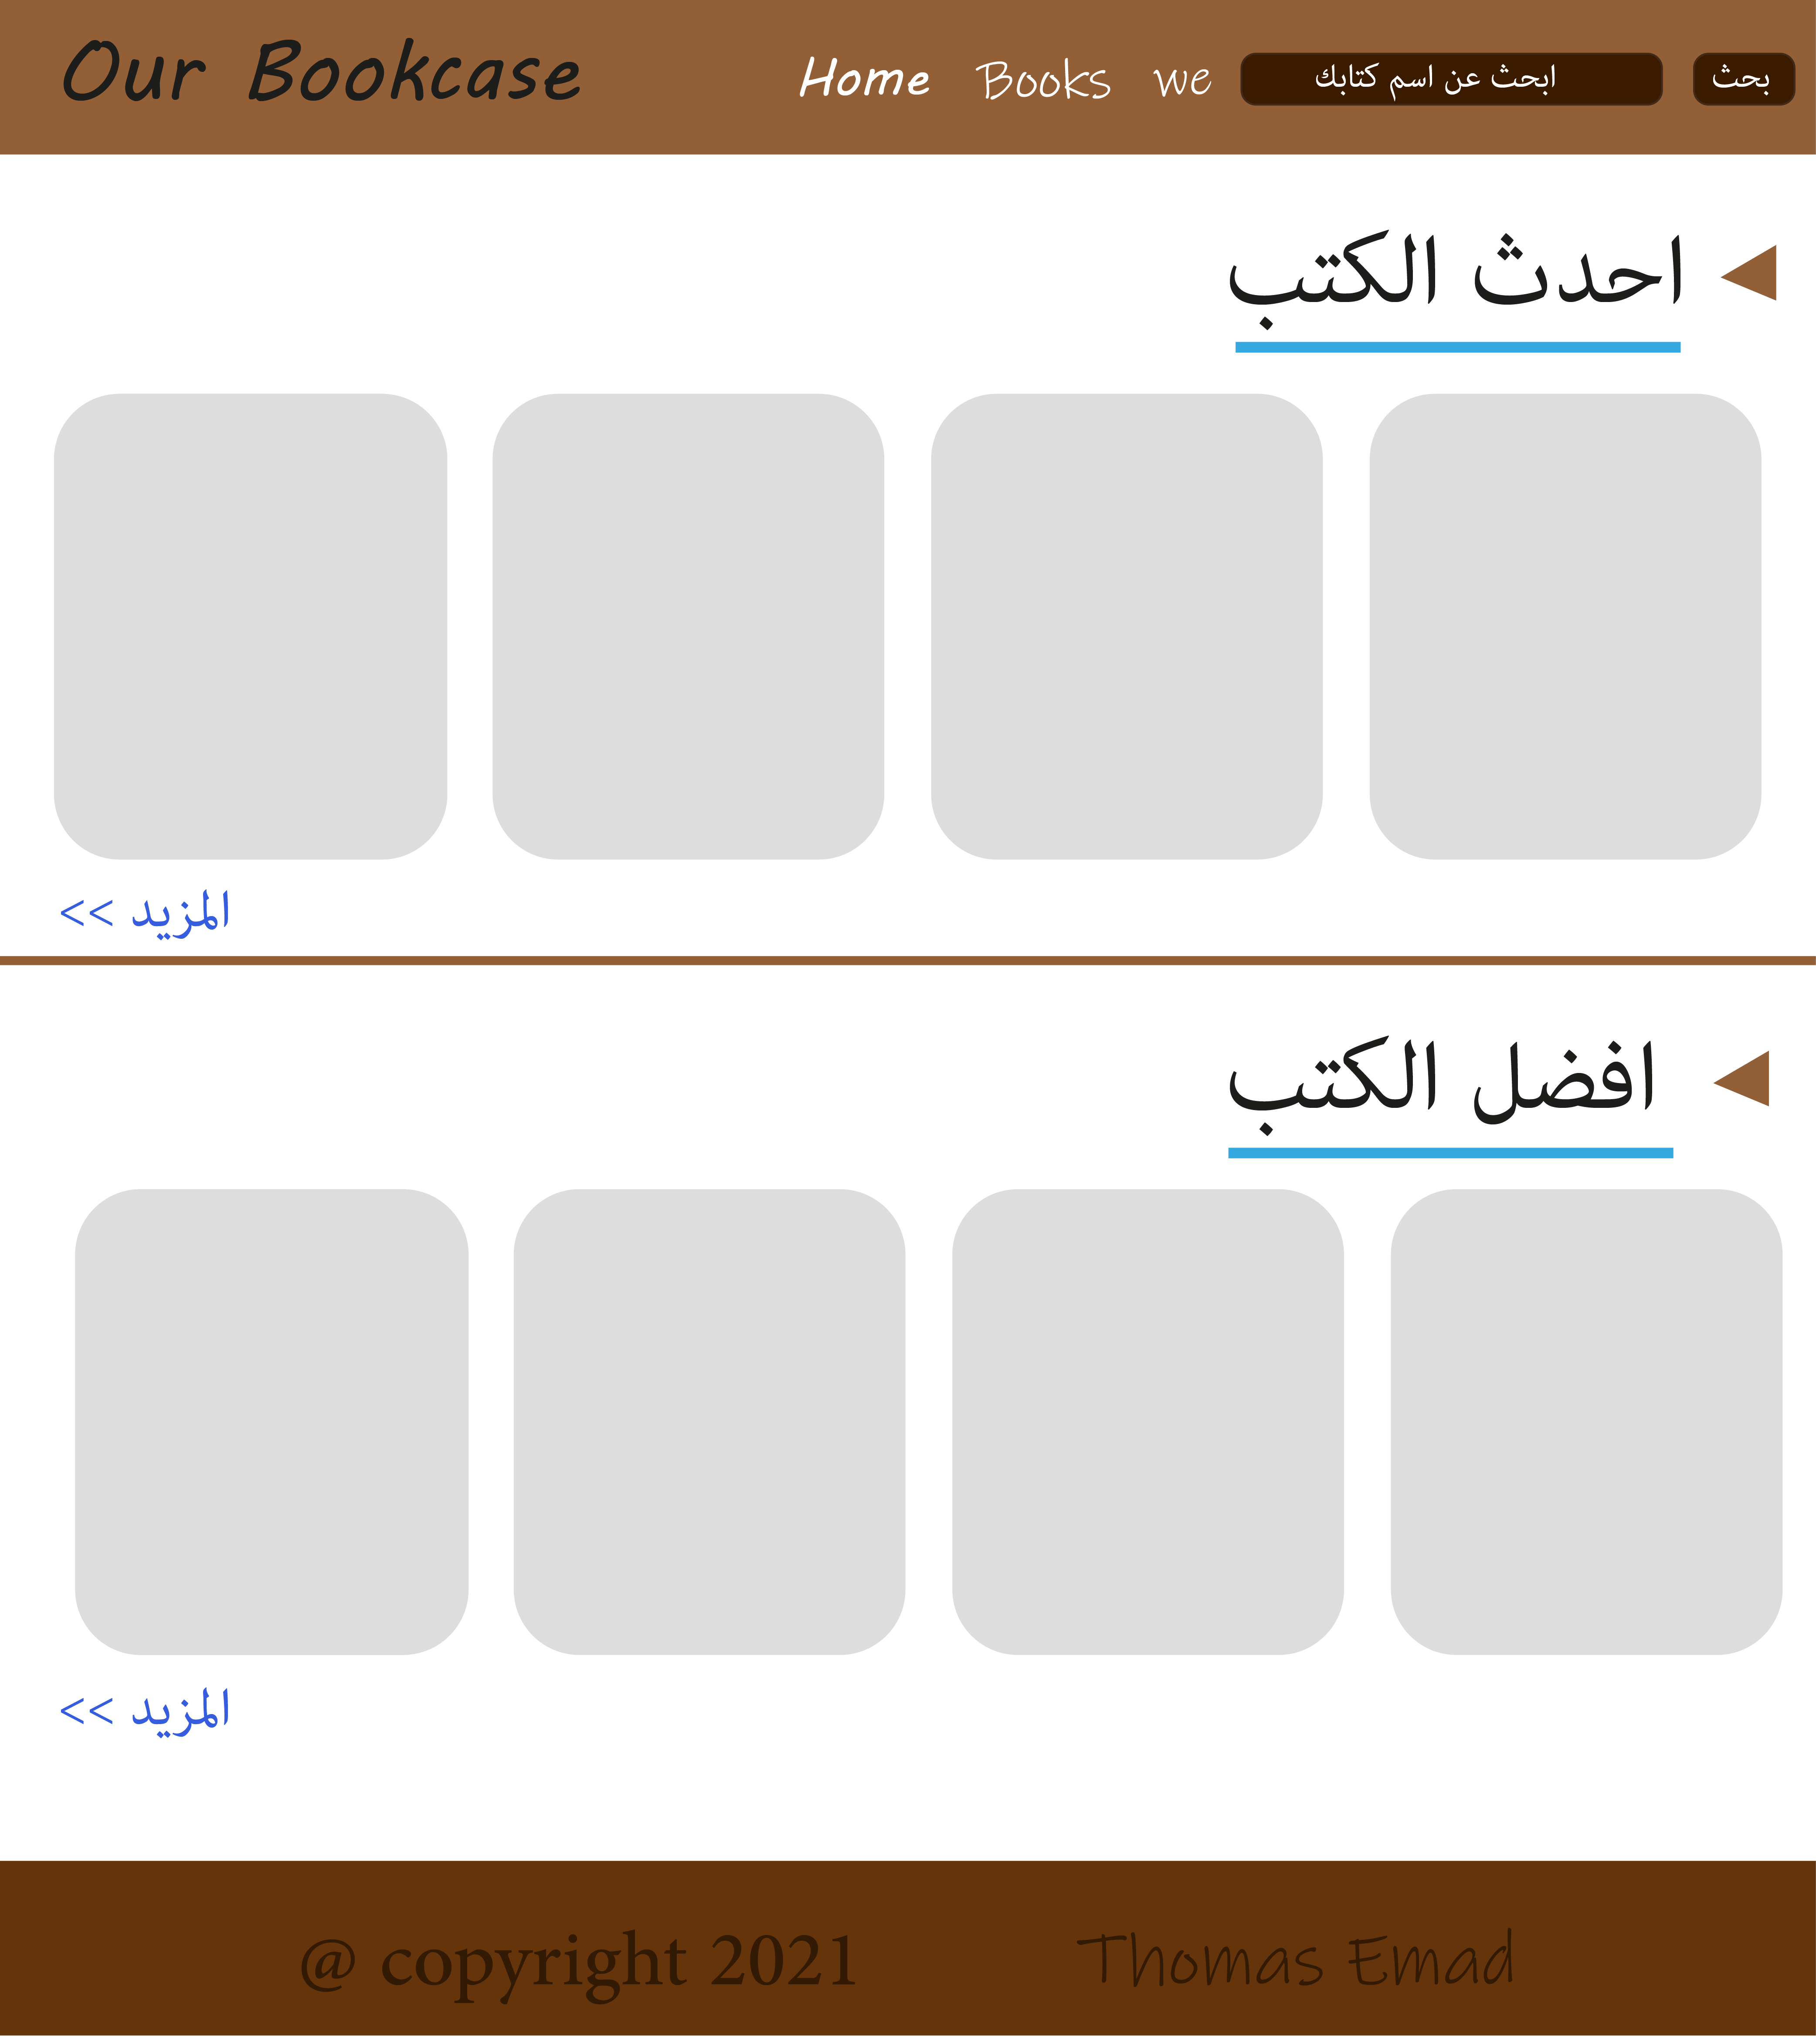 Our Bookcase Home Books we ابحث عن اسم كتابك بحث
احدث الكتب
المزيد >>
افضل الكتب
المزيد >>
@ copyright 2021 Thomas Emad